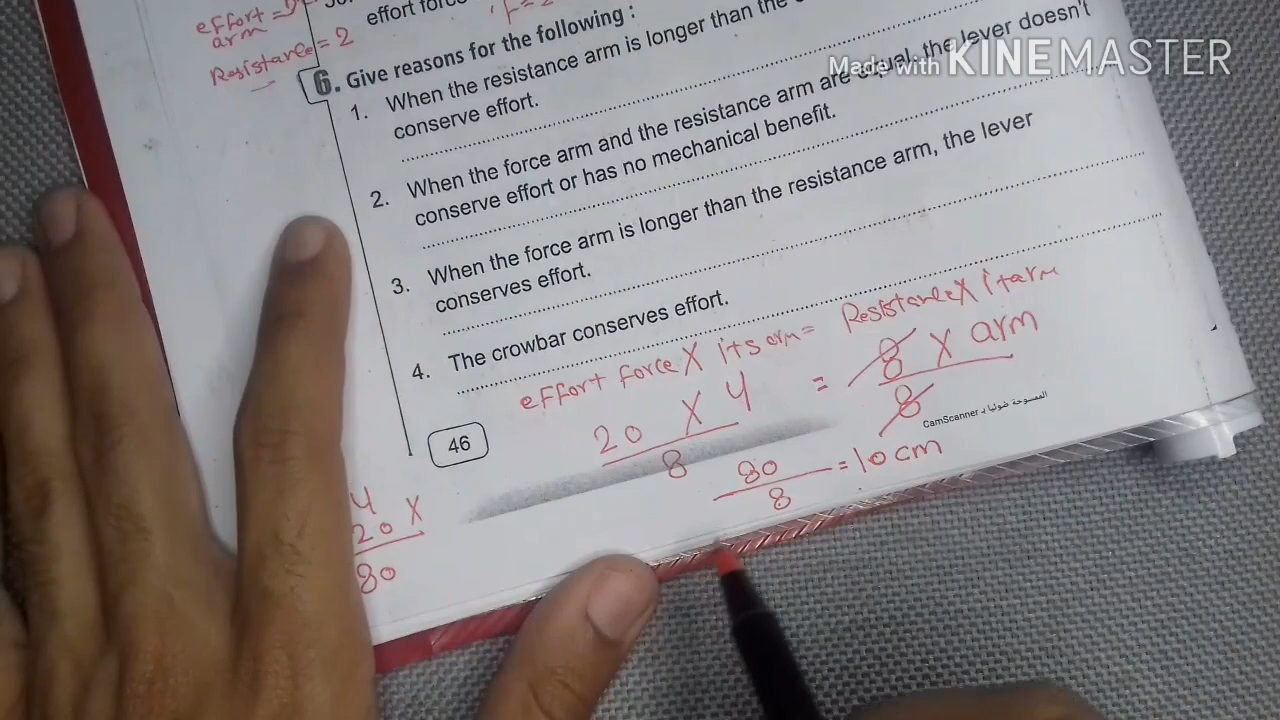 effort
arm
Resistance = 2
effort
6. Give reasons for the following :
1. When the resistance arm is longer than the
conserve effort.
2. When the force arm and the resistance arm are equal, the lever doesn't
conserve effort or has no mechanical benefit.
3. When the force arm is longer than the resistance arm, the lever
conserves effort.
4. The crowbar conserves effort.
effort force X its arm = Resistance X it arm
20 X 4 = 8 X arm
8 8
80 = 10 cm
8
46
4
20 X
80
الممسوحة ضوئيا بـ CamScanner
Made with KINEMASTER